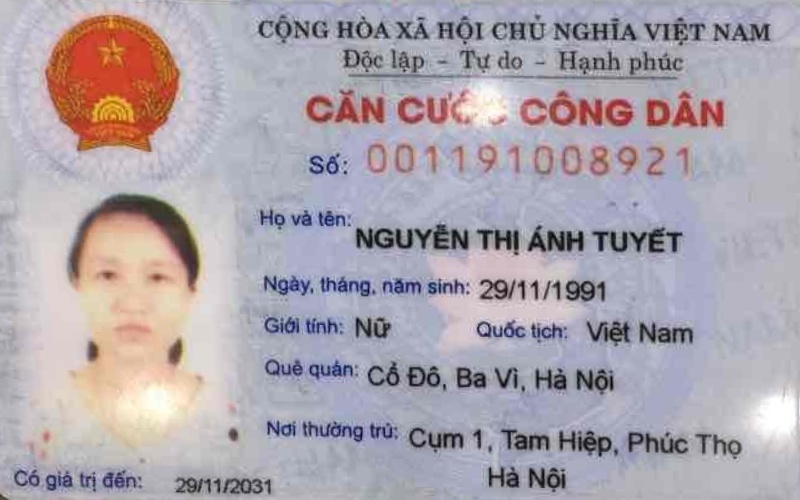 CỘNG HÒA XÃ HỘI CHỦ NGHĨA VIỆT NAM
Độc lập - Tự do - Hạnh phúc
CĂN CƯỚC CÔNG DÂN
Số: 001191008921
Họ và tên: NGUYỄN THỊ ÁNH TUYẾT
Ngày, tháng, năm sinh: 29/11/1991
Giới tính: Nữ Quốc tịch: Việt Nam
Quê quán: Cổ Đô, Ba Vì, Hà Nội
Nơi thường trú: Cụm 1, Tam Hiệp, Phúc Thọ
Hà Nội
Có giá trị đến: 29/11/2031